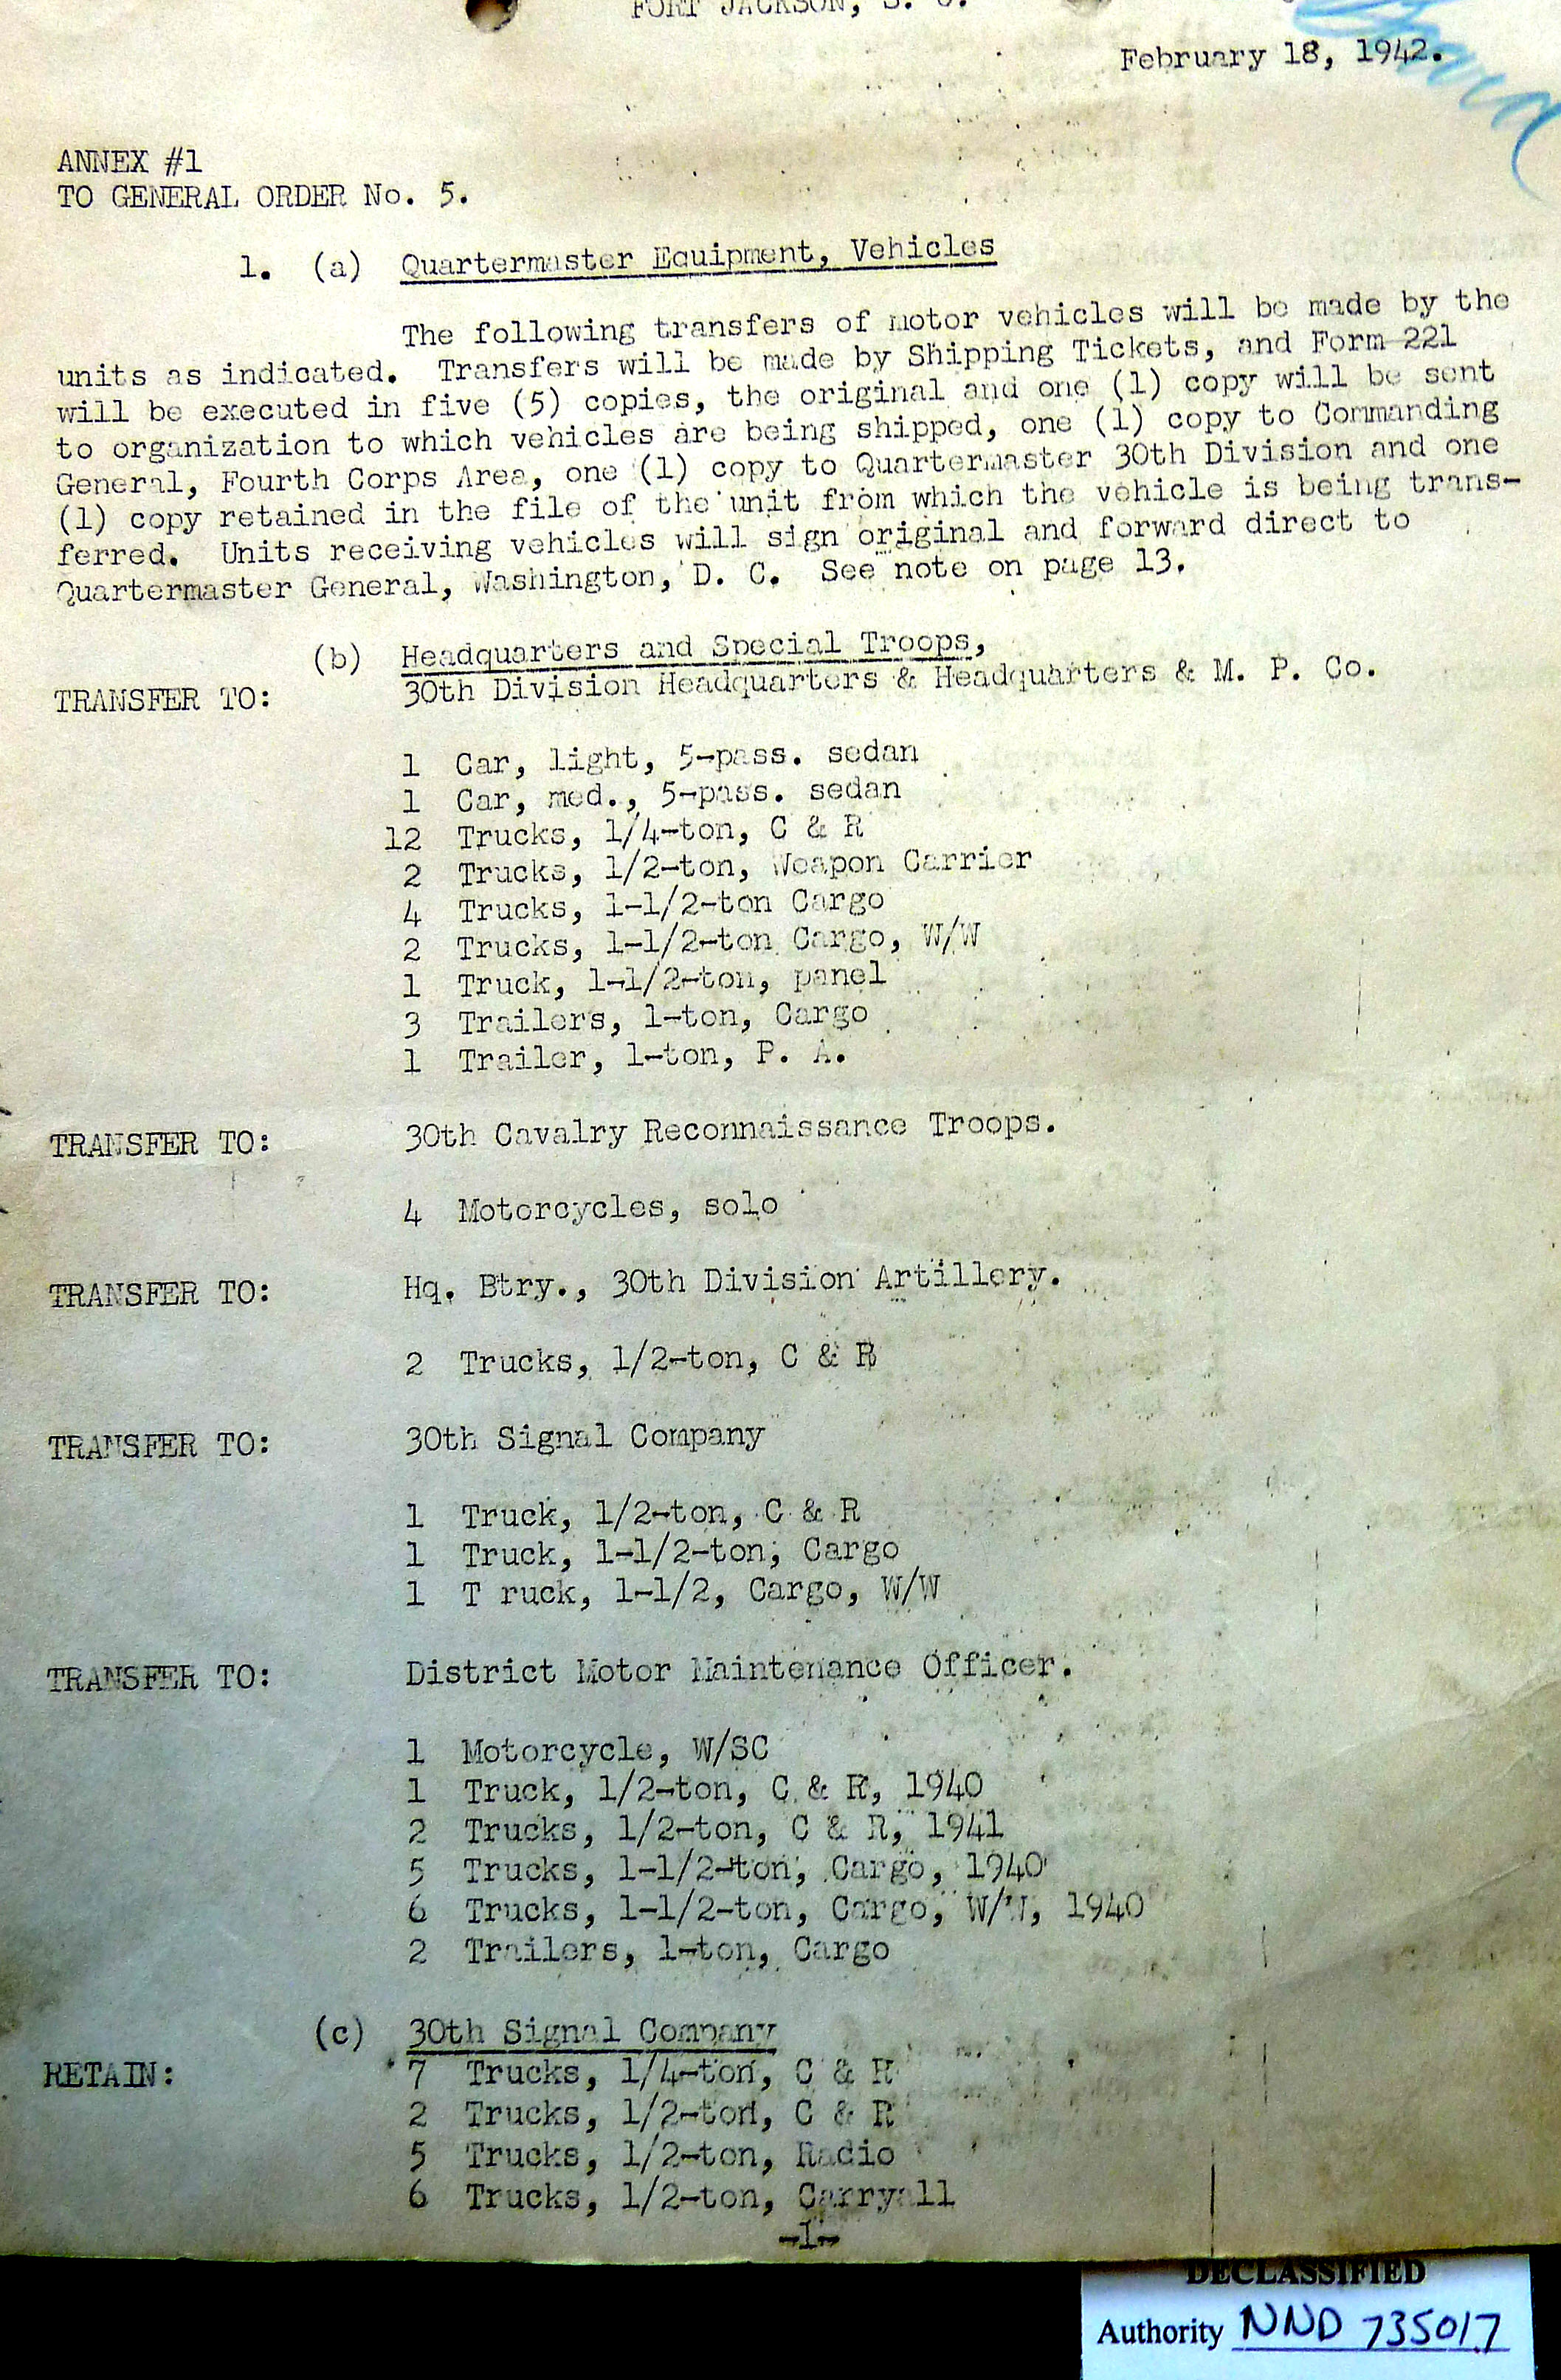 FORT JACKSON, S. C.
February 18, 1942.
ANNEX #1
TO GENERAL ORDER No. 5.
1. (a) Quartermaster Equipment, Vehicles
The following transfers of motor vehicles will be made by the
units as indicated. Transfers will be made by Shipping Tickets, and Form 221
will be executed in five (5) copies, the original and one (1) copy will be sent
to organization to which vehicles are being shipped, one (1) copy to Commanding
General, Fourth Corps Area, one (1) copy to Quartermaster 30th Division and one
(1) copy retained in the file of the unit from which the vehicle is being trans-
ferred. Units receiving vehicles will sign original and forward direct to
Quartermaster General, Washington, D. C. See note on page 13.
(b) Headquarters and Special Troops,
TRANSFER TO: 30th Division Headquarters & Headquarters & M. P. Co.
1 Car, light, 5-pass. sedan
1 Car, med., 5-pass. sedan
12 Trucks, 1/4-ton, C & R
2 Trucks, 1/2-ton, Weapon Carrier
4 Trucks, 1-1/2-ton Cargo
2 Trucks, 1-1/2-ton Cargo, W/W
1 Truck, 1-1/2-ton, panel
3 Trailers, 1-ton, Cargo
1 Trailer, 1-ton, P. A.
TRANSFER TO: 30th Cavalry Reconnaissance Troops.
4 Motorcycles, solo
TRANSFER TO: Hq. Btry., 30th Division Artillery.
2 Trucks, 1/2-ton, C & R
TRANSFER TO: 30th Signal Company
1 Truck, 1/2-ton, C & R
1 Truck, 1-1/2-ton, Cargo
1 T ruck, 1-1/2, Cargo, W/W
TRANSFER TO: District Motor Maintenance Officer.
1 Motorcycle, W/SC
1 Truck, 1/2-ton, C & R, 1940
2 Trucks, 1/2-ton, C & R, 1941
5 Trucks, 1-1/2-ton, Cargo, 1940
6 Trucks, 1-1/2-ton, Cargo, W/W, 1940
2 Trailers, 1-ton, Cargo
(c) 30th Signal Company
RETAIN: 7 Trucks, 1/4-ton, C & R
2 Trucks, 1/2-ton, C & R
5 Trucks, 1/2-ton, Radio
6 Trucks, 1/2-ton, Carryall
-1-
DECLASSIFIED
Authority NND 735017